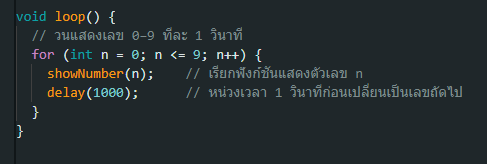 void loop() {
// วนแสดงเลข 0–9 ทีละ 1 วินาที
for (int n = 0; n <= 9; n++) {
showNumber(n); // เรียกฟังก์ชันแสดงตัวเลข n
delay(1000); // หน่วงเวลา 1 วินาทีก่อนเปลี่ยนเป็นเลขถัดไป
}
}